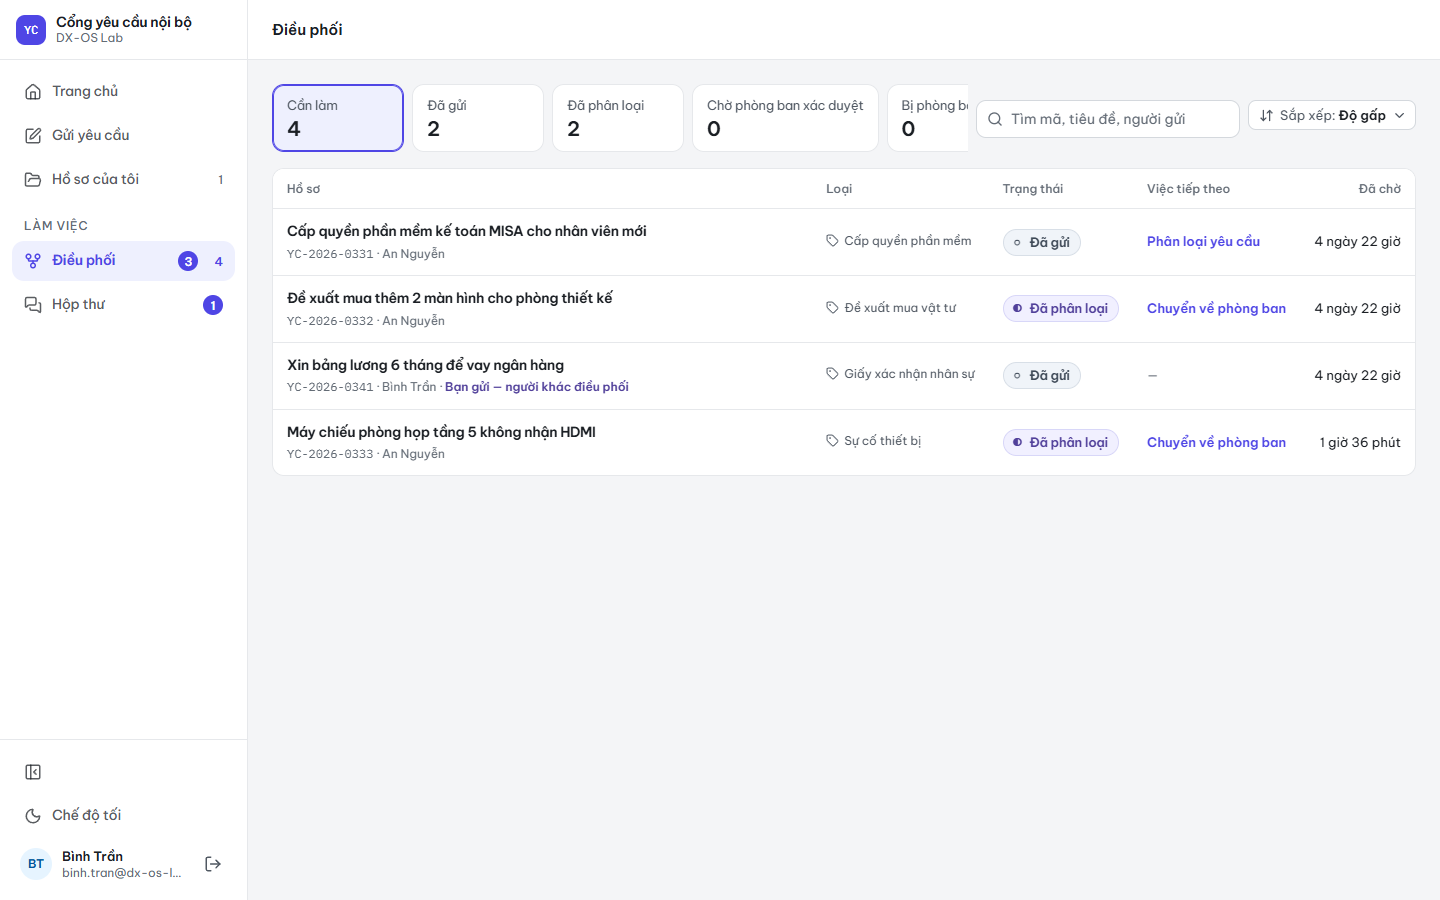 YC
Cổng yêu cầu nội bộ
DX-OS Lab
Trang chủ
Gửi yêu cầu
Hồ sơ của tôi 1
LÀM VIỆC
Điều phối 3 4
Hộp thư 1
Chế độ tối
BT
Bình Trần
binh.tran@dx-os-l...
Điều phối
Cần làm
4
Đã gửi
2
Đã phân loại
2
Chờ phòng ban xác duyệt
0
Bị phòng b
0
Tìm mã, tiêu đề, người gửi
Sắp xếp: Độ gấp
Hồ sơ Loại Trạng thái Việc tiếp theo Đã chờ
Cấp quyền phần mềm kế toán MISA cho nhân viên mới
YC-2026-0331 · An Nguyễn
Cấp quyền phần mềm
Đã gửi
Phân loại yêu cầu
4 ngày 22 giờ
Đề xuất mua thêm 2 màn hình cho phòng thiết kế
YC-2026-0332 · An Nguyễn
Đề xuất mua vật tư
Đã phân loại
Chuyển về phòng ban
4 ngày 22 giờ
Xin bảng lương 6 tháng để vay ngân hàng
YC-2026-0341 · Bình Trần · Bạn gửi — người khác điều phối
Giấy xác nhận nhân sự
Đã gửi
—
4 ngày 22 giờ
Máy chiếu phòng họp tầng 5 không nhận HDMI
YC-2026-0333 · An Nguyễn
Sự cố thiết bị
Đã phân loại
Chuyển về phòng ban
1 giờ 36 phút